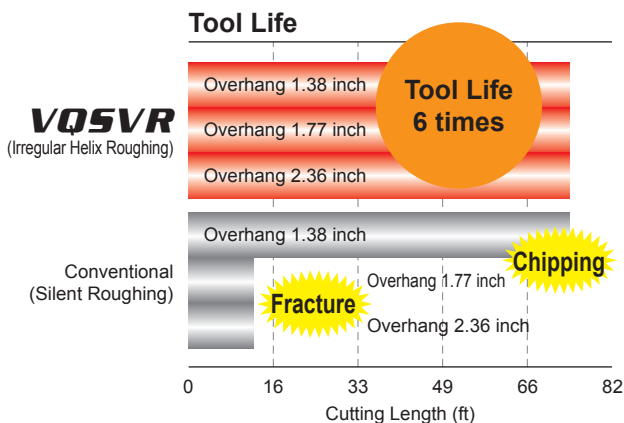 Tool Life
Overhang 1.38 inch
Overhang 1.77 inch
Overhang 2.36 inch
Tool Life
6 times
VQSVR
(Irregular Helix Roughing)
Overhang 1.38 inch
Chipping
Conventional
(Silent Roughing)
Overhang 1.77 inch
Fracture
Overhang 2.36 inch
0 16 33 49 66 82
Cutting Length (ft)